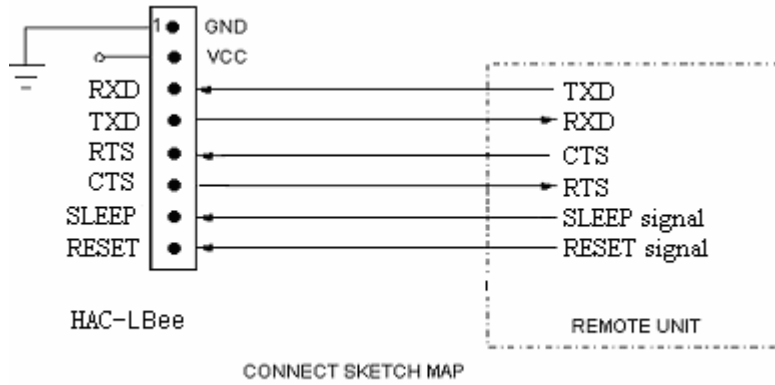 1 GND
VCC
RXD TXD
TXD RXD
RTS CTS
CTS RTS
SLEEP SLEEP signal
RESET RESET signal
HAC-LBee REMOTE UNIT
CONNECT SKETCH MAP